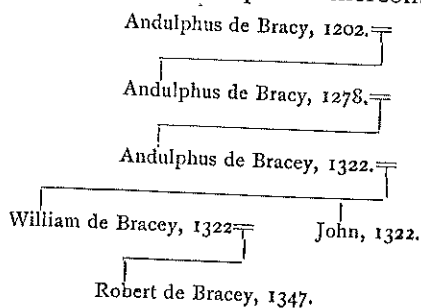 Andulphus de Bracy, 1202.
Andulphus de Bracy, 1278.
Andulphus de Bracey, 1322.
William de Bracey, 1322
John, 1322.
Robert de Bracey, 1347.